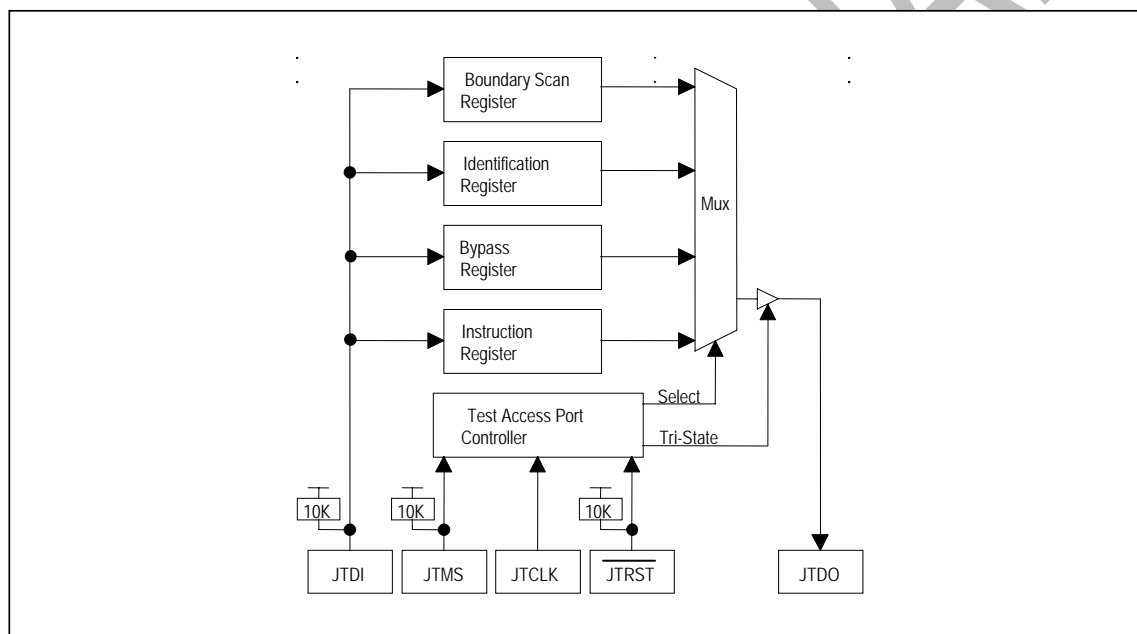 Boundary Scan
Register
Identification
Register
Mux
Bypass
Register
Instruction
Register
Select
Test Access Port
Controller
Tri-State
10K
10K
10K
JTDI
JTMS
JTCLK
JTRST
JTDO